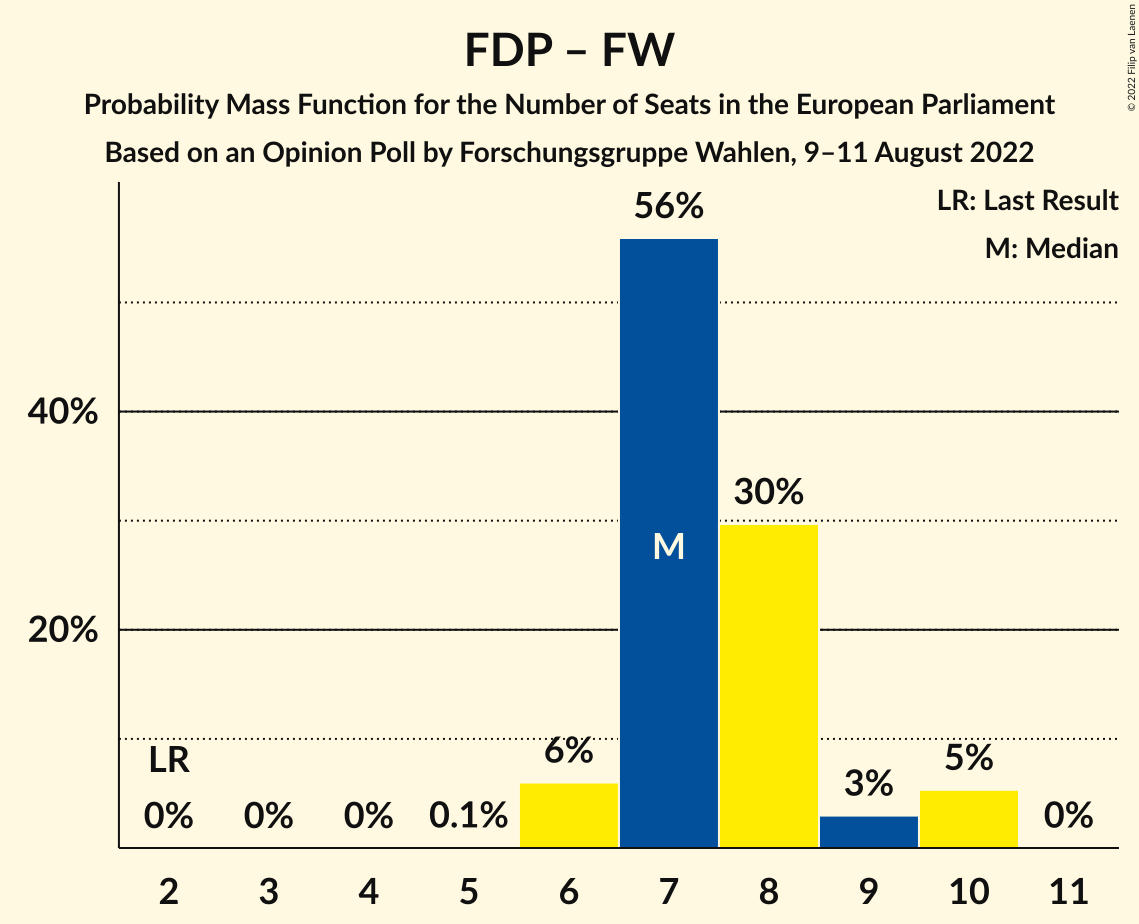 FDP – FW
Probability Mass Function for the Number of Seats in the European Parliament
Based on an Opinion Poll by Forschungsgruppe Wahlen, 9–11 August 2022
© 2022 Filip van Laenen
LR: Last Result
M: Median
56%
40%
30%
M
20%
LR
6%
5%
3%
0%
0%
0%
0.1%
0%
2 3 4 5 6 7 8 9 10 11